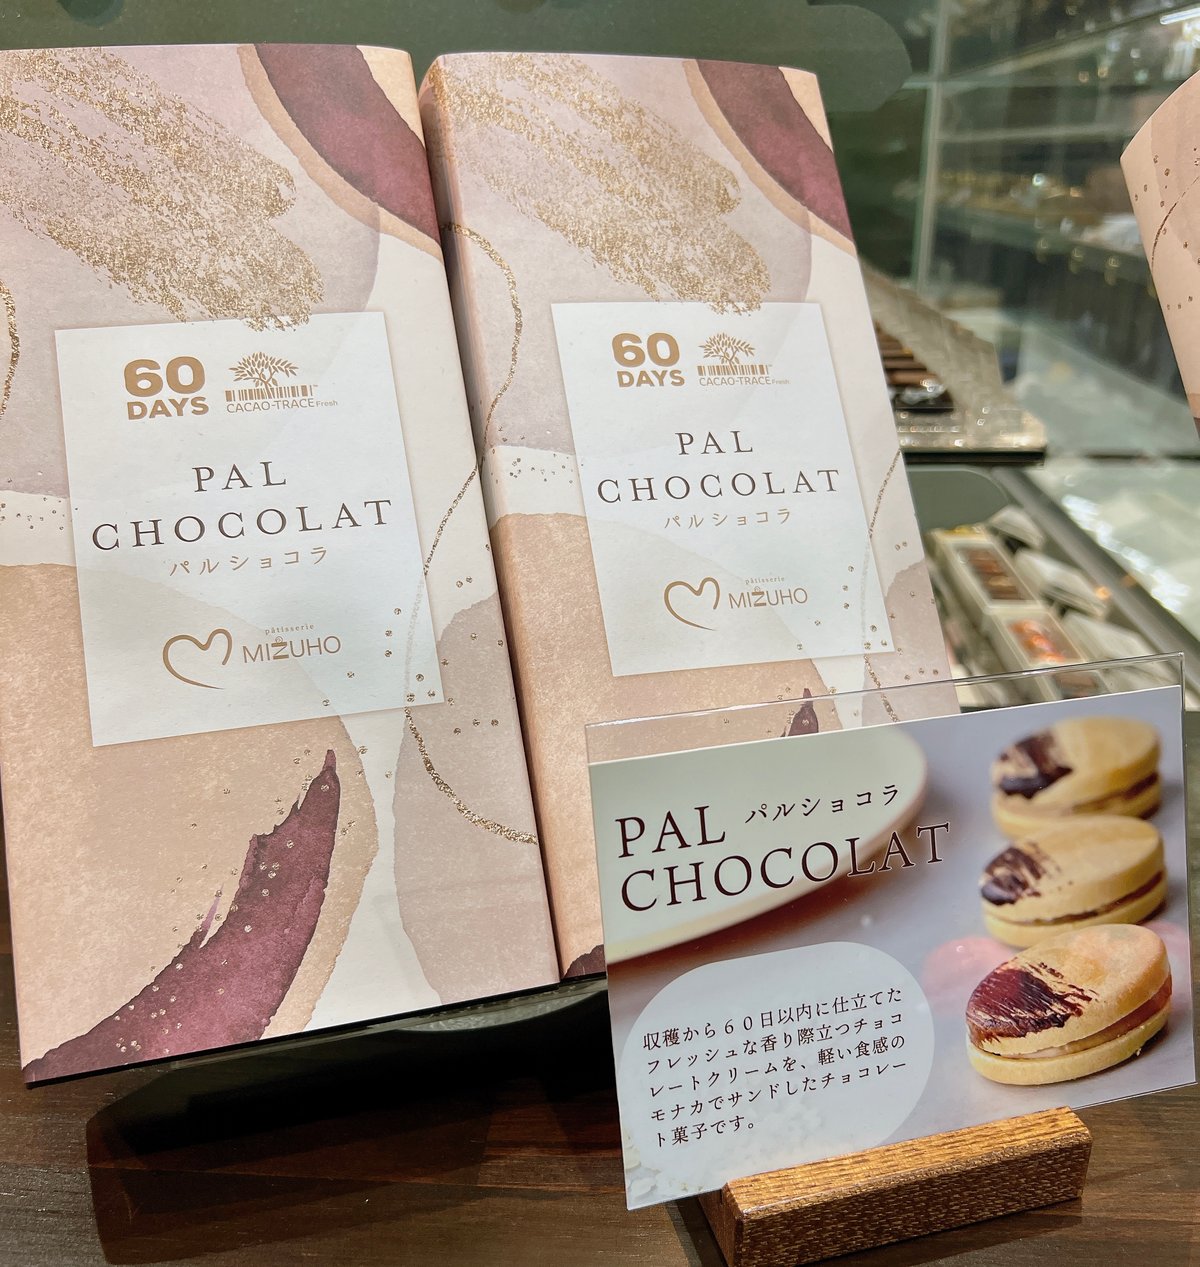 60
DAYS
CACAO-TRACE Fresh
PAL
CHOCOLAT
パルショコラ
pâtisserie
MIZUHO
60
DAYS
CACAO-TRACE Fresh
PAL
CHOCOLAT
パルショコラ
pâtisserie
MIZUHO
PAL パルショコラ
CHOCOLAT
収穫から６０日以内に仕立てた
フレッシュな香り際立つチョコ
レートクリームを、軽い食感の
モナカでサンドしたチョコレー
ト菓子です。